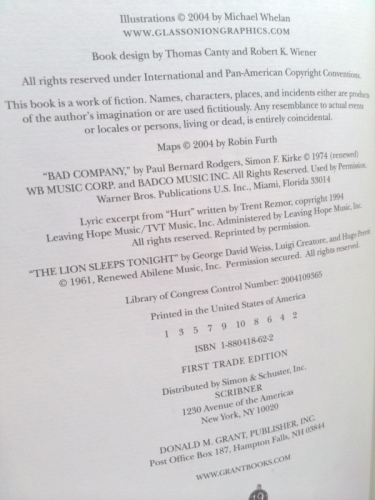 Illustrations © 2004 by Michael Whelan
WWW.GLASSONIONGRAPHICS.COM
Book design by Thomas Canty and Robert K. Wiener
All rights reserved under International and Pan-American Copyright Conventions.
This book is a work of fiction. Names, characters, places, and incidents either are products
of the author's imagination or are used fictitiously. Any resemblance to actual events
or locales or persons, living or dead, is entirely coincidental.
Maps © 2004 by Robin Furth
"BAD COMPANY," by Paul Bernard Rodgers, Simon F. Kirke © 1974 (renewed)
WB MUSIC CORP. and BADCO MUSIC INC. All Rights Reserved. Used by Permission.
Warner Bros. Publications U.S. Inc., Miami, Florida 33014
Lyric excerpt from "Hurt" written by Trent Reznor, copyright 1994
Leaving Hope Music/TVT Music, Inc. Administered by Leaving Hope Music, Inc.
All rights reserved. Reprinted by permission.
"THE LION SLEEPS TONIGHT" by George David Weiss, Luigi Creatore, and Hugo Peretti
© 1961, Renewed Abilene Music, Inc. Permission secured. All rights reserved.
Library of Congress Control Number: 2004109365
Printed in the United States of America
1 3 5 7 9 10 8 6 4 2
ISBN 1-880418-62-2
FIRST TRADE EDITION
Distributed by Simon & Schuster, Inc.
SCRIBNER
1230 Avenue of the Americas
New York, NY 10020
DONALD M. GRANT, PUBLISHER, INC.
Post Office Box 187, Hampton Falls, NH 03844
WWW.GRANTBOOKS.COM
19